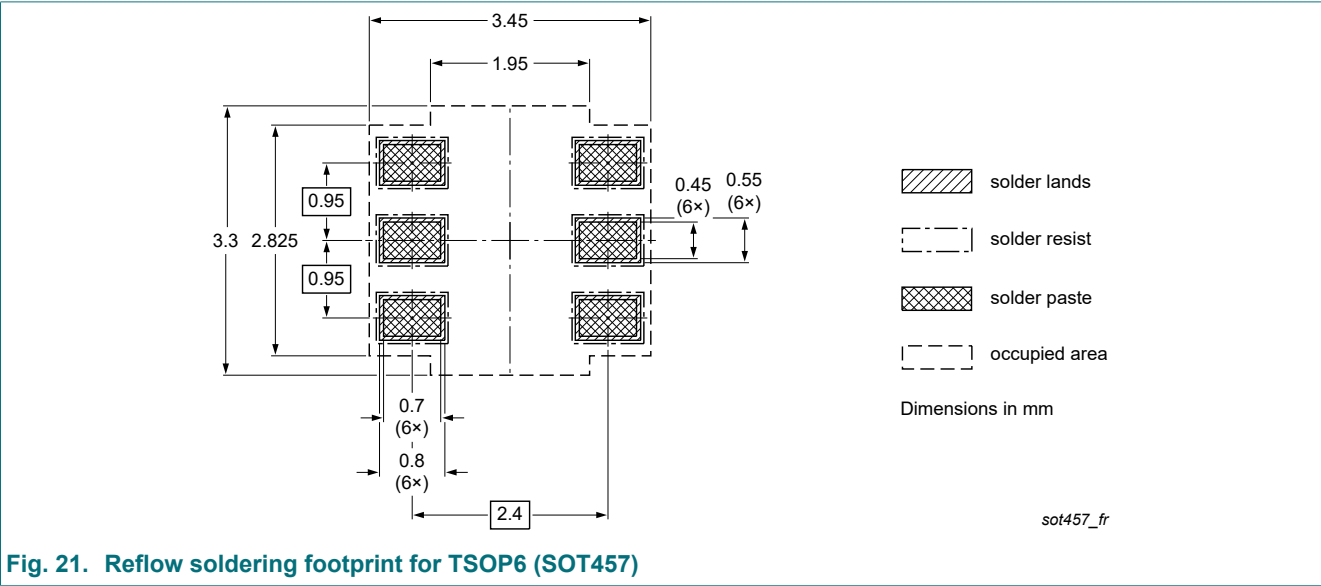 3.45
1.95
3.3
2.825
0.95
0.95
0.45
(6×)
0.55
(6×)
0.7
(6×)
0.8
(6×)
2.4
solder lands
solder resist
solder paste
occupied area
Dimensions in mm
sot457_fr
Fig. 21. Reflow soldering footprint for TSOP6 (SOT457)